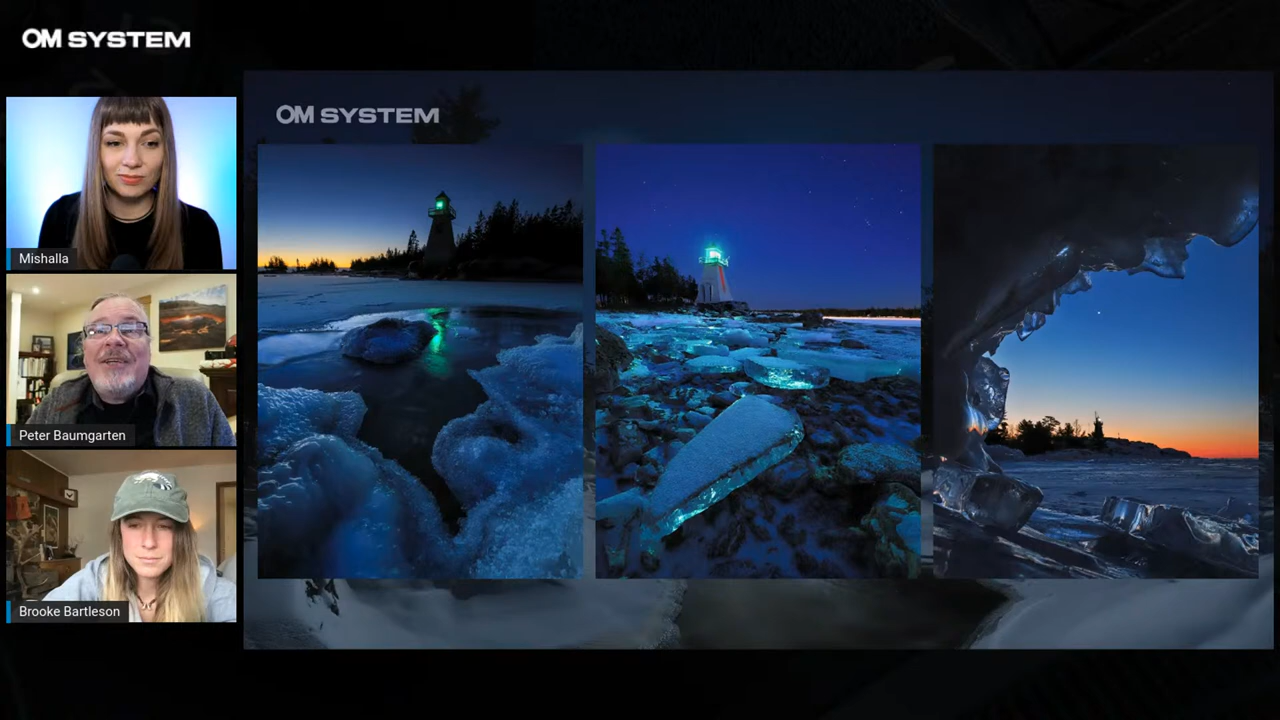 OM SYSTEM
OM SYSTEM
Mishalla
Peter Baumgarten
Brooke Bartleson